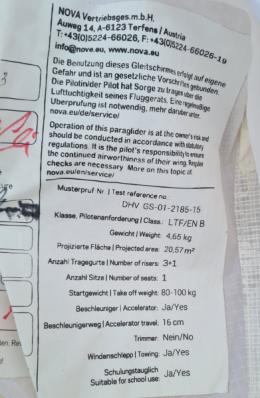 NOVA Vertriebsges.m.b.H.
Auweg 14, A-6123 Terfens / Austria
T: +43(0)5224-66026, F: +43(0)5224-66026-19
info@nova.eu, www.nova.eu
Die Benutzung dieses Gleitschirmes erfolgt auf eigene
Gefahr und ist an gesetzliche Vorschriften gebunden.
Die Pilotin/der Pilot hat Sorge zu tragen über die
Lufttuchtigkeit seines Fluggeräts. Eine regelmäßige
Überprüfung ist notwendig, mehr darüber unter:
nova.eu/de/service/
Operation of this paraglider is at the owner's risk and
should be conducted in accordance with statutory
regulations. It is the pilot's responsibility to ensure
the continued airworthiness of their wing. Regular
checks are necessary. More on this topic at:
nova.eu/en/service/
Musterpruf Nr. | Test reference no.:
DHV GS-01-2185-15
Klasse, Pilotenanforderung | Class.: LTF/EN B
Gewicht | Weight: 4,65 kg
Projizierte Fläche | Projected area: 20,57 m²
Anzahl Tragegurte | Number of risers: 3+1
Anzahl Sitze | Number of seats: 1
Startgewicht | Take off weight: 80-100 kg
Beschleuniger | Accelerator: Ja/Yes
Beschleunigerweg | Accelerator travel: 16 cm
Trimmer: Nein/No
Windenschlepp | Towing: Ja/Yes
Schulungstauglich
Suitable for school use: Ja/Yes